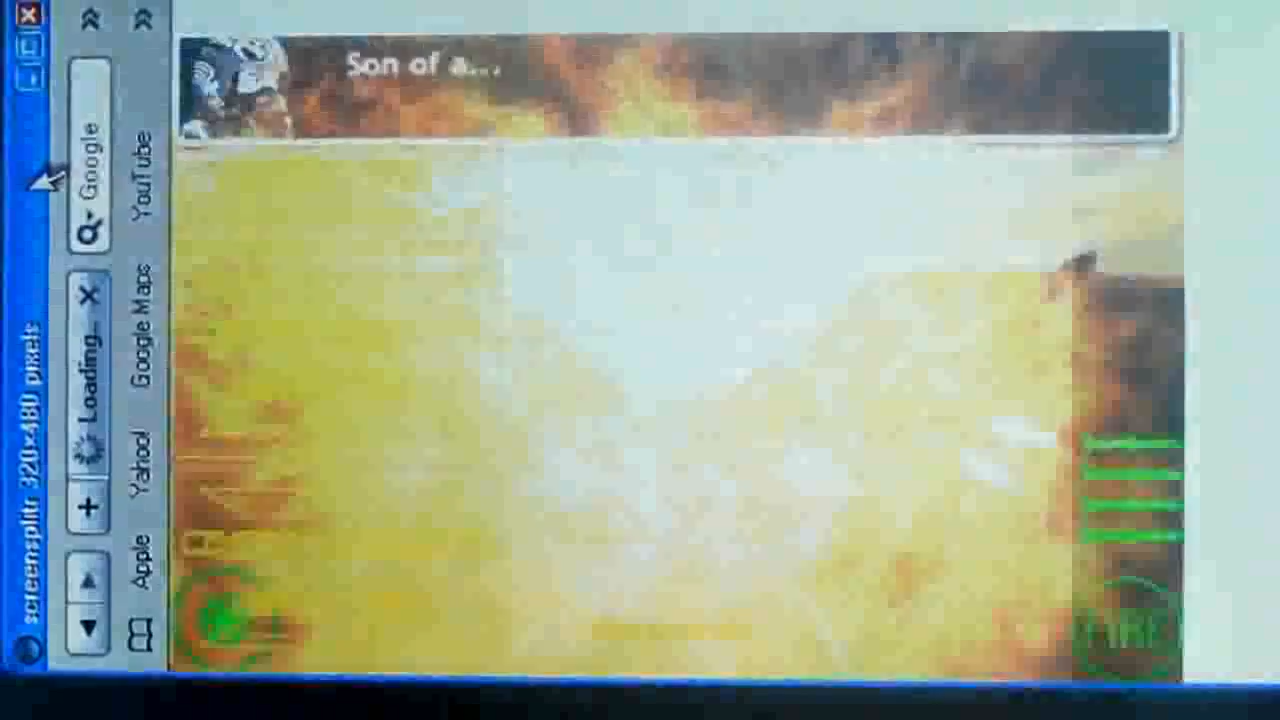 screensplitr 320×480 pixels
Loading...
Google
Apple
Yahoo!
Google Maps
YouTube
Son of a...
FIRE